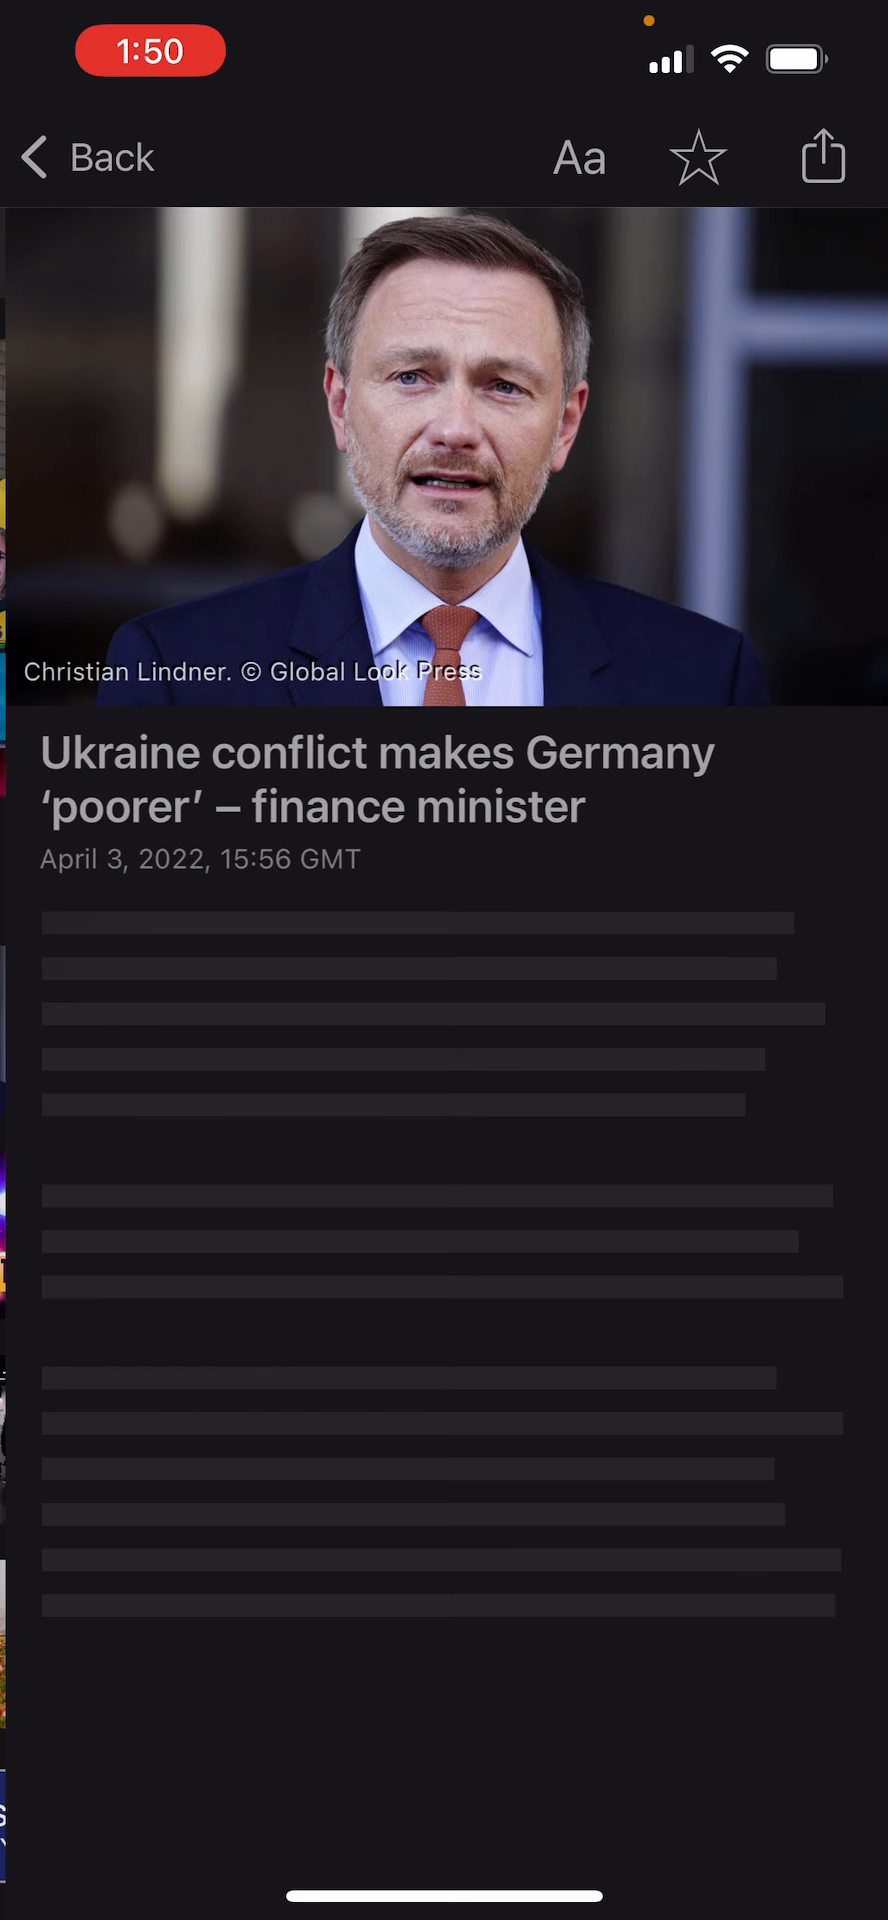 1:50
Back
Aa
Christian Lindner. © Global Look Press
Ukraine conflict makes Germany
‘poorer’ – finance minister
April 3, 2022, 15:56 GMT